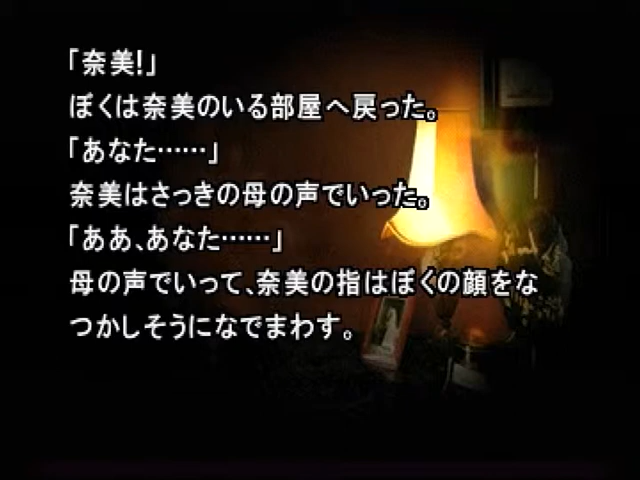 「奈美!」
ぼくは奈美のいる部屋へ戻った。
「あなた……」
奈美はさっきの母の声でいった。
「ああ、あなた……」
母の声でいって、奈美の指はぼくの顔をな
つかしそうになでまわす。